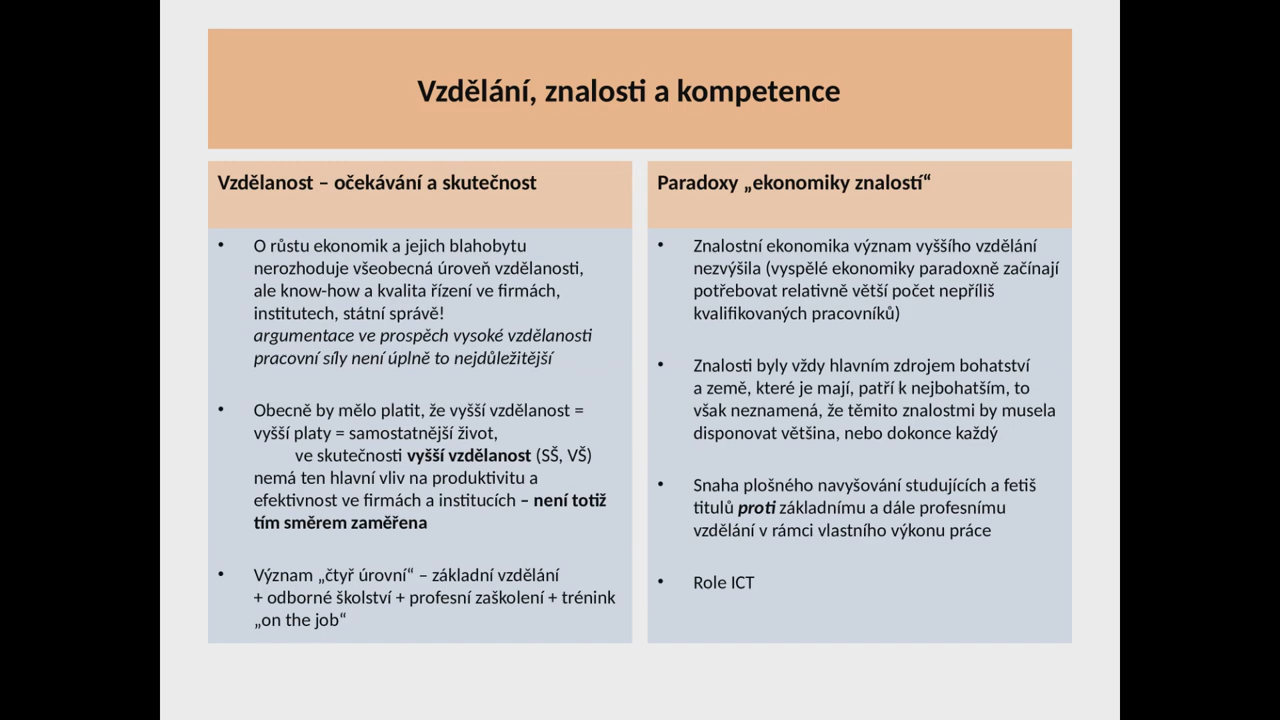 Vzdělání, znalosti a kompetence
Vzdělanost – očekávání a skutečnost
• O růstu ekonomik a jejich blahobytu
nerozhoduje všeobecná úroveň vzdělanosti,
ale know-how a kvalita řízení ve firmách,
institutech, státní správě!
argumentace ve prospěch vysoké vzdělanosti
pracovní síly není úplně to nejdůležitější
• Obecně by mělo platit, že vyšší vzdělanost =
vyšší platy = samostatnější život,
ve skutečnosti vyšší vzdělanost (SŠ, VŠ)
nemá ten hlavní vliv na produktivitu a
efektivnost ve firmách a institucích – není totiž
tím směrem zaměřena
• Význam „čtyř úrovní“ – základní vzdělání
+ odborné školství + profesní zaškolení + trénink
„on the job“
Paradoxy „ekonomiky znalostí“
• Znalostní ekonomika význam vyššího vzdělání
nezvýšila (vyspělé ekonomiky paradoxně začínají
potřebovat relativně větší počet nepříliš
kvalifikovaných pracovníků)
• Znalosti byly vždy hlavním zdrojem bohatství
a země, které je mají, patří k nejbohatším, to
však neznamená, že těmito znalostmi by musela
disponovat většina, nebo dokonce každý
• Snaha plošného navyšování studujících a fetiš
titulů proti základnímu a dále profesnímu
vzdělání v rámci vlastního výkonu práce
• Role ICT